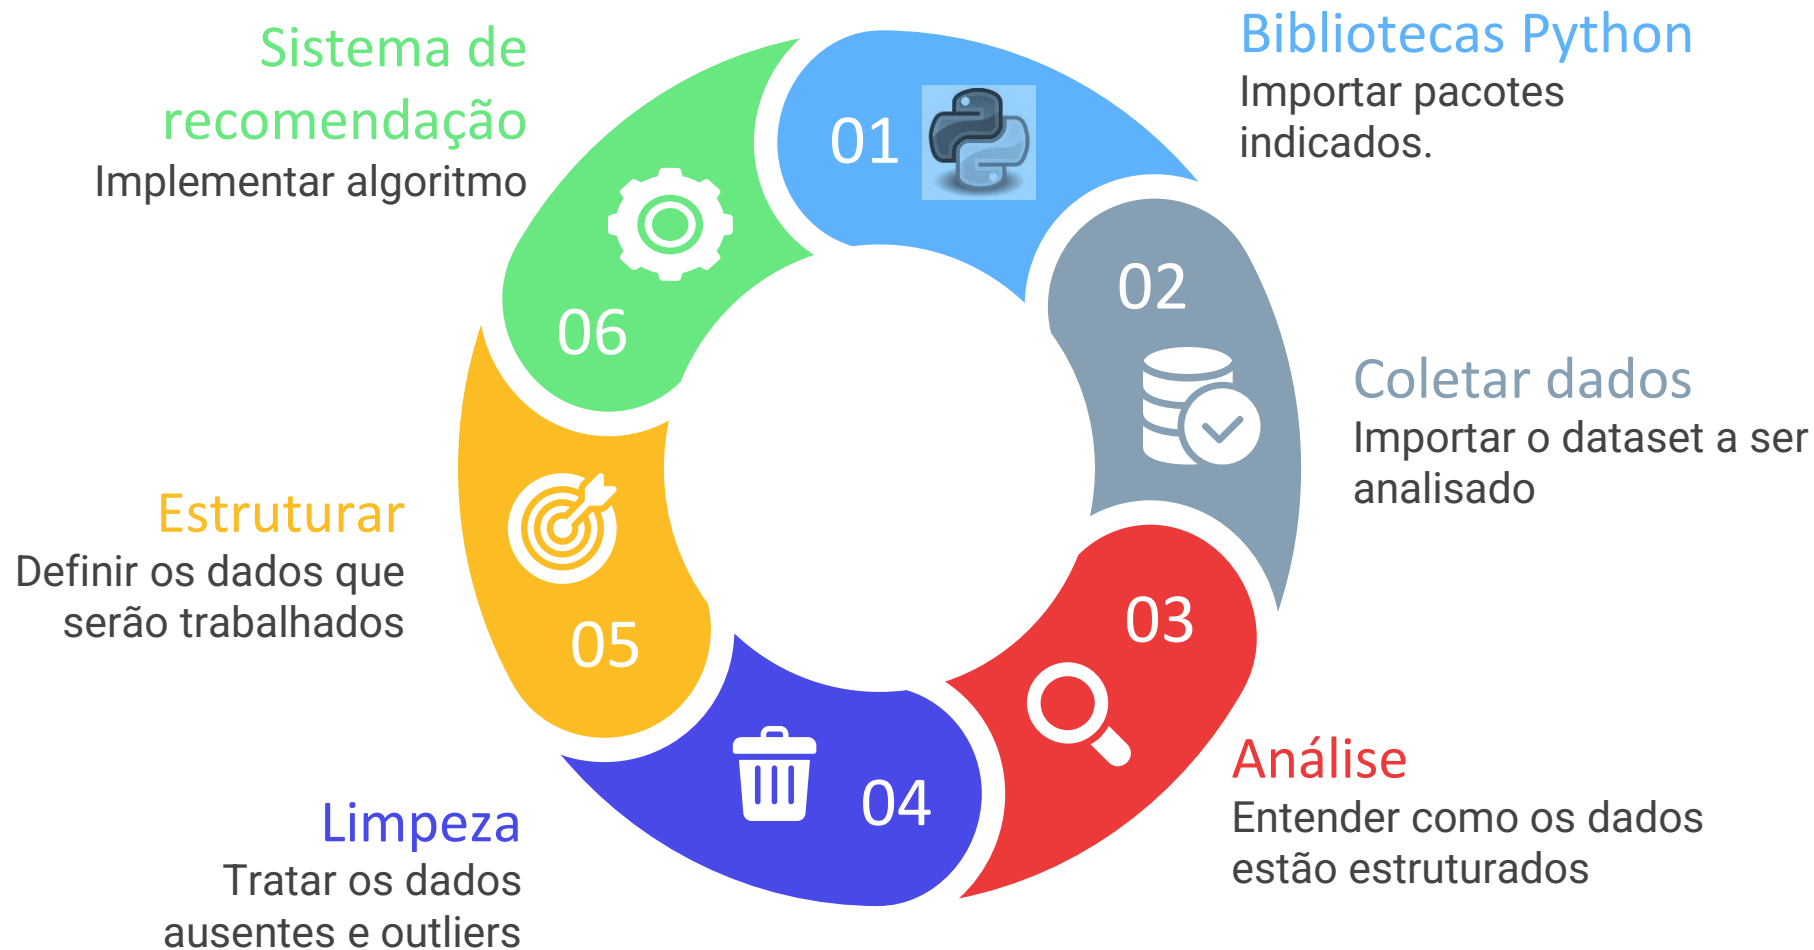 01
Bibliotecas Python
Importar pacotes
indicados.
02
Coletar dados
Importar o dataset a ser
analisado
03
Análise
Entender como os dados
estão estruturados
04
Limpeza
Tratar os dados
ausentes e outliers
05
Estruturar
Definir os dados que
serão trabalhados
06
Sistema de
recomendação
Implementar algoritmo